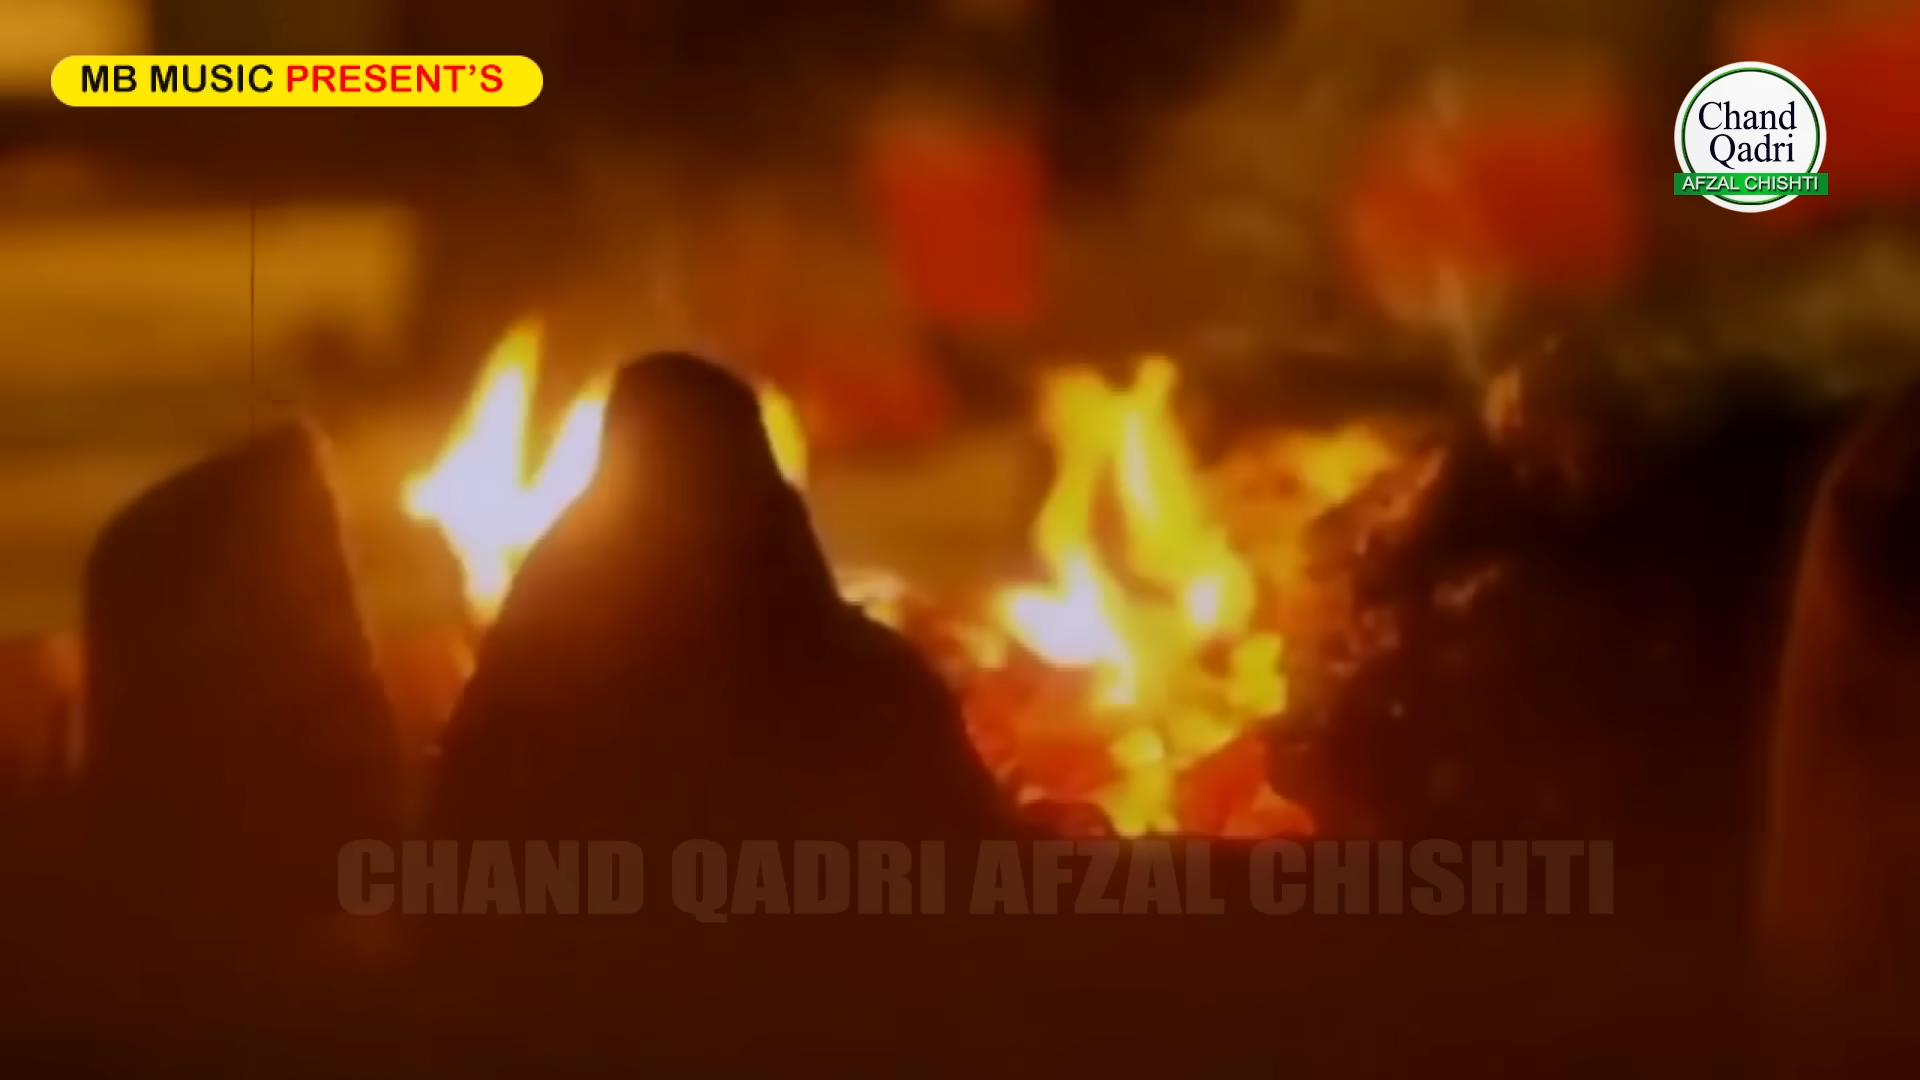 MB MUSIC PRESENT'S
Chand
Qadri
AFZAL CHISHTI
CHAND QADRI AFZAL CHISHTI